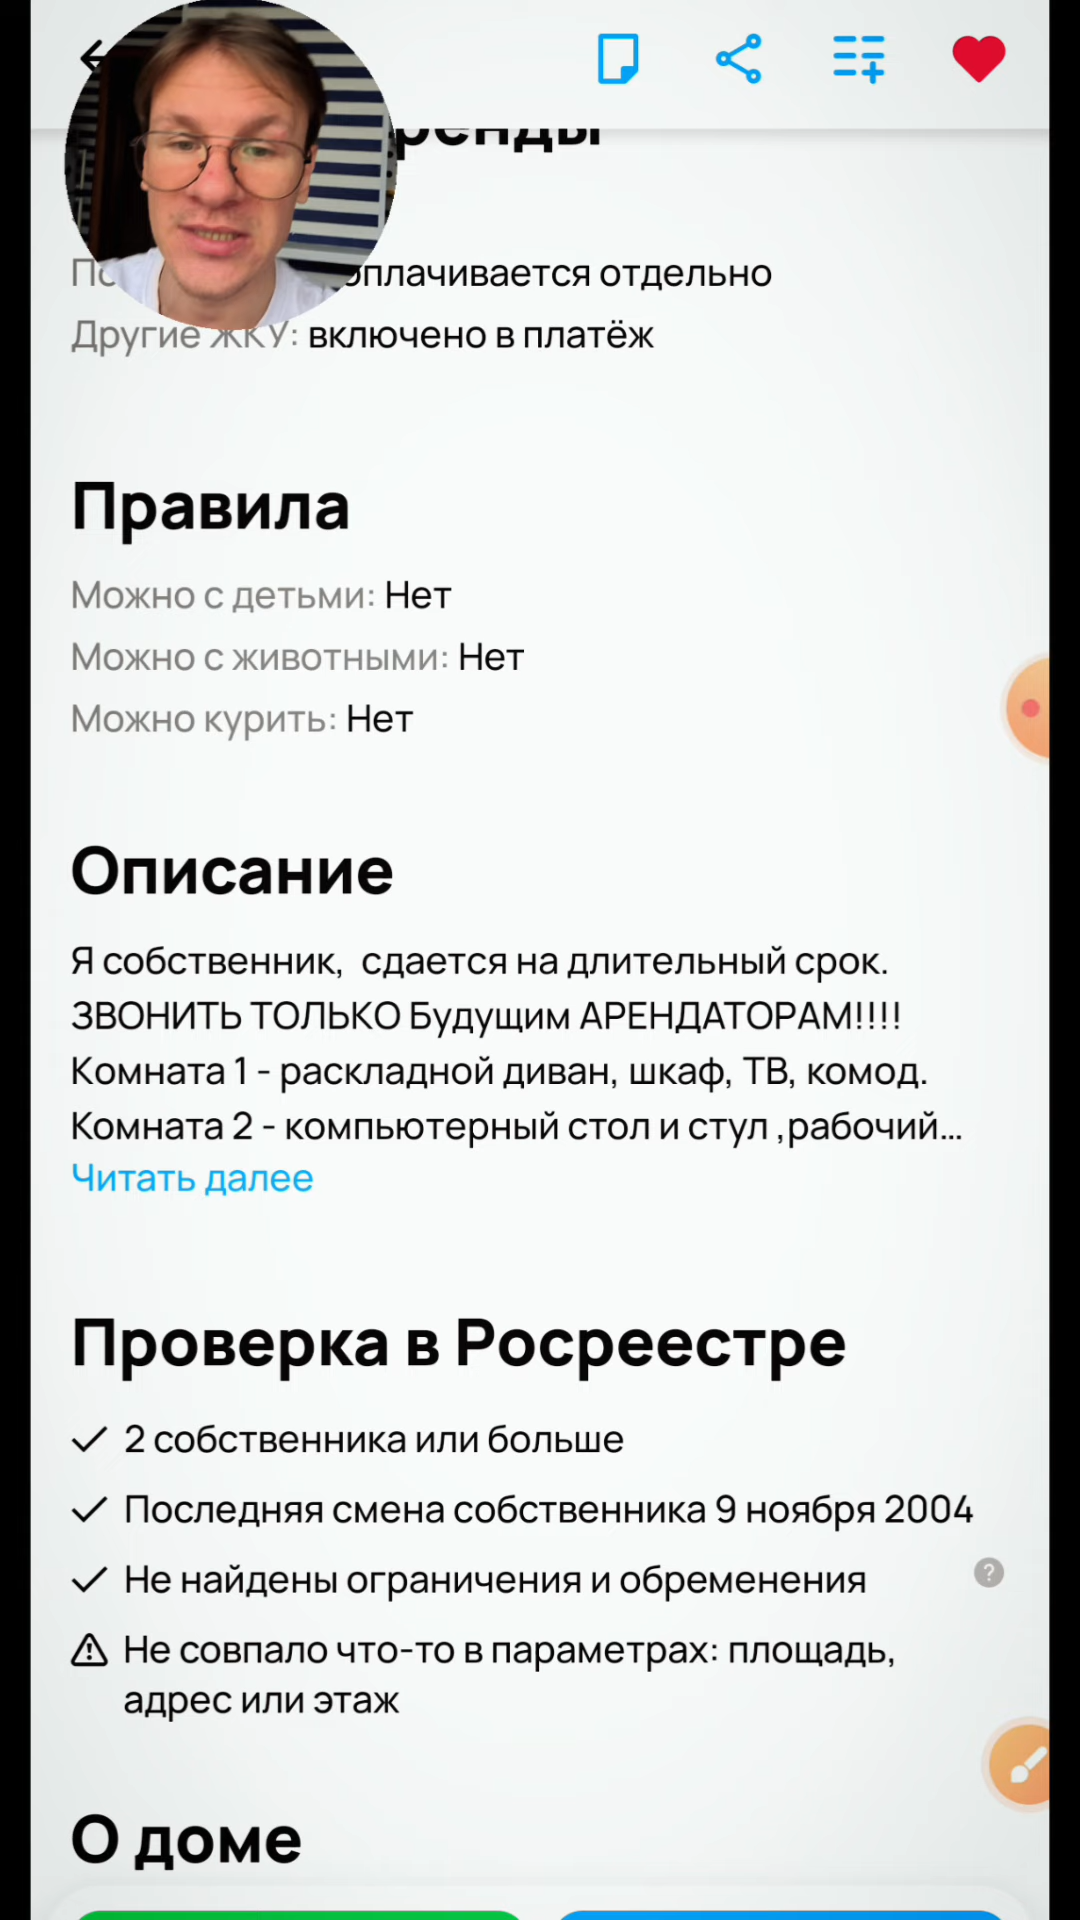 оплачивается отдельно
Другие ЖКУ: включено в платёж
Правила
Можно с детьми: Нет
Можно с животными: Нет
Можно курить: Нет
Описание
Я собственник, сдается на длительный срок.
ЗВОНИТЬ ТОЛЬКО Будущим АРЕНДАТОРАМ!!!!
Комната 1 - раскладной диван, шкаф, ТВ, комод.
Комната 2 - компьютерный стол и стул ,рабочий...
Читать далее
Проверка в Росреестре
2 собственника или больше
Последняя смена собственника 9 ноября 2004
Не найдены ограничения и обременения
?
Не совпало что-то в параметрах: площадь,
адрес или этаж
О доме